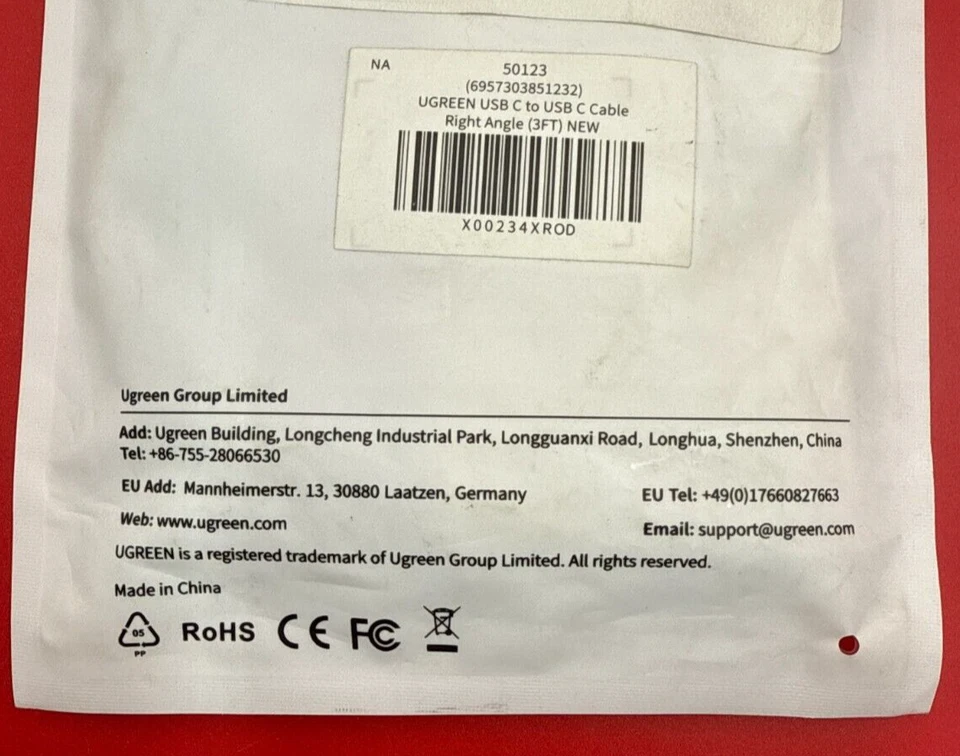 NA
50123
(6957303851232)
UGREEN USB C to USB C Cable
Right Angle (3FT) NEW
X00234XROD
Ugreen Group Limited
Add: Ugreen Building, Longcheng Industrial Park, Longguanxi Road, Longhua, Shenzhen, China
Tel: +86-755-28066530
EU Add: Mannheimerstr. 13, 30880 Laatzen, Germany
EU Tel: +49(0)17660827663
Web: www.ugreen.com
Email: support@ugreen.com
UGREEN is a registered trademark of Ugreen Group Limited. All rights reserved.
Made in China
05
PP
RoHS CE FC